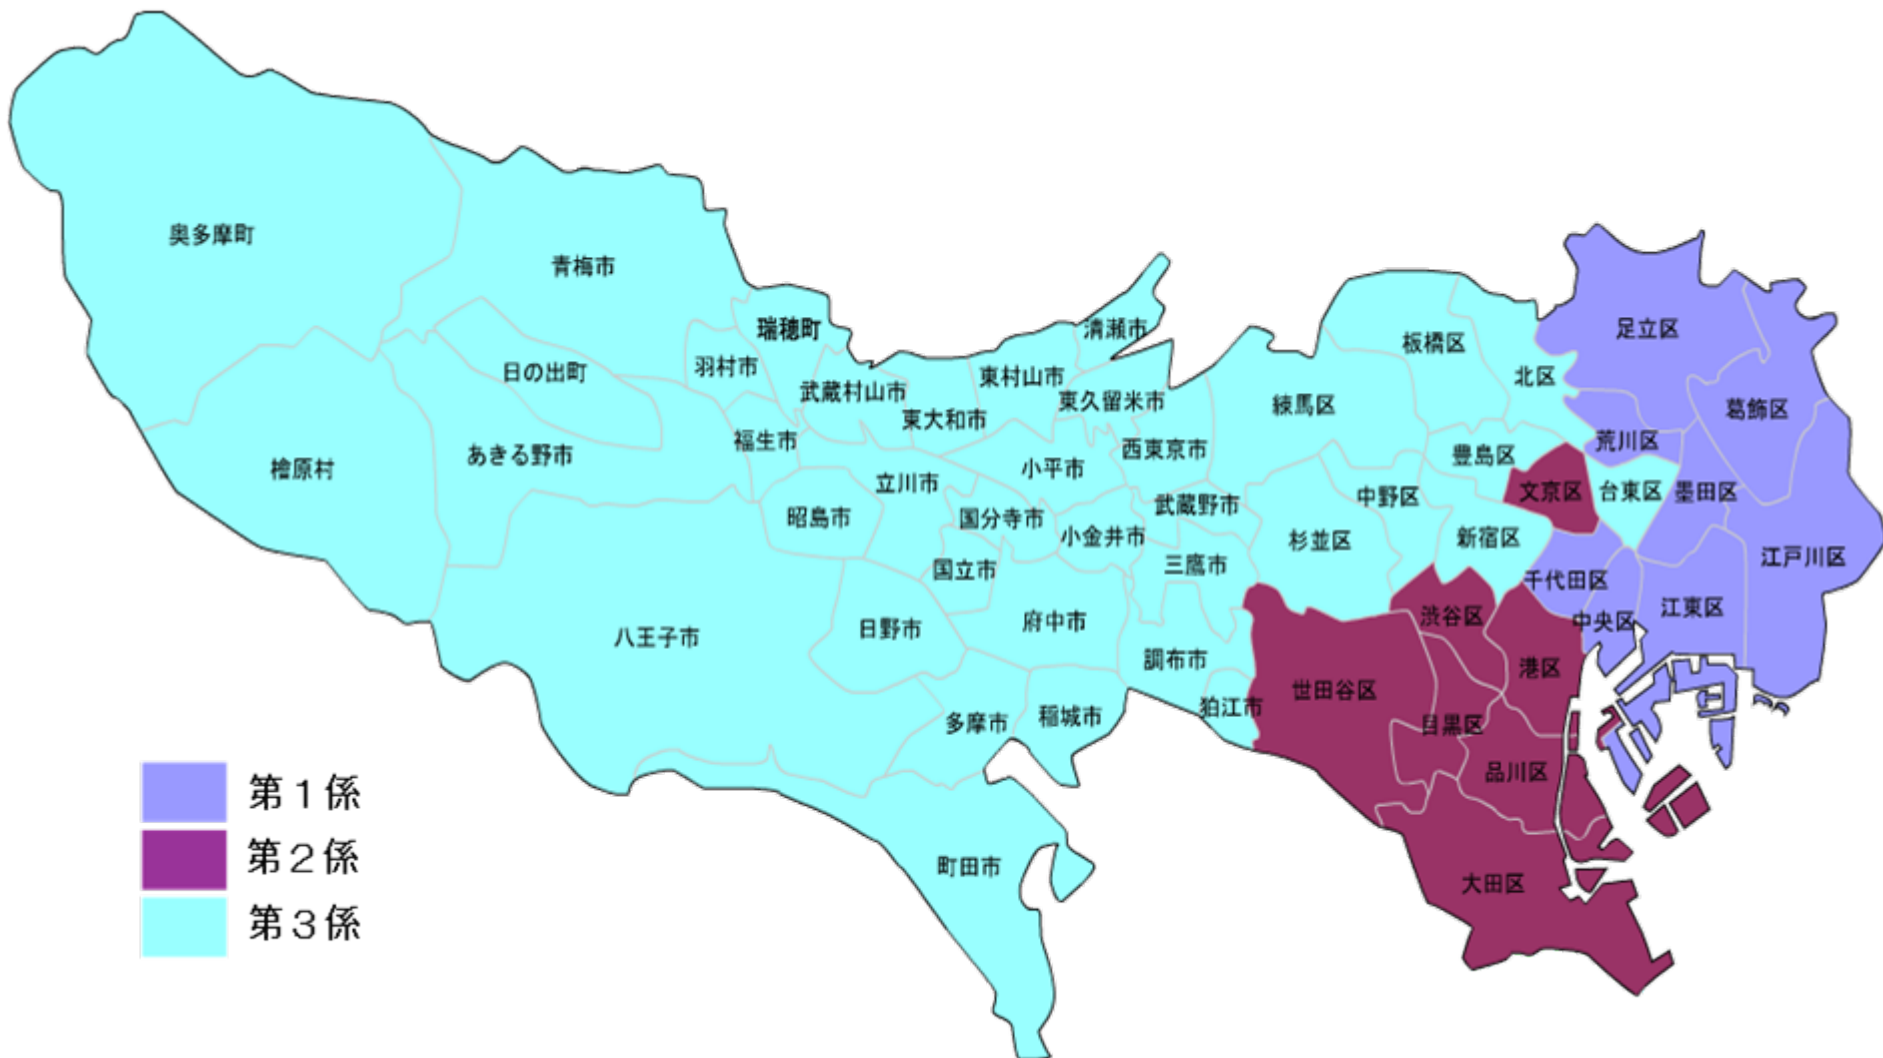 奥多摩町
青梅市
瑞穂町
清瀬市
足立区
板橋区
日の出町
羽村市
武蔵村山市
東村山市
北区
東大和市
東久留米市
練馬区
葛飾区
檜原村
あきる野市
福生市
立川市
小平市
西東京市
豊島区
荒川区
昭島市
国分寺市
武蔵野市
中野区
文京区
台東区
墨田区
小金井市
杉並区
新宿区
国立市
三鷹市
千代田区
江戸川区
八王子市
日野市
府中市
渋谷区
中央区
江東区
調布市
港区
世田谷区
多摩市
稲城市
狛江市
目黒区
品川区
町田市
大田区
第1係
第2係
第3係